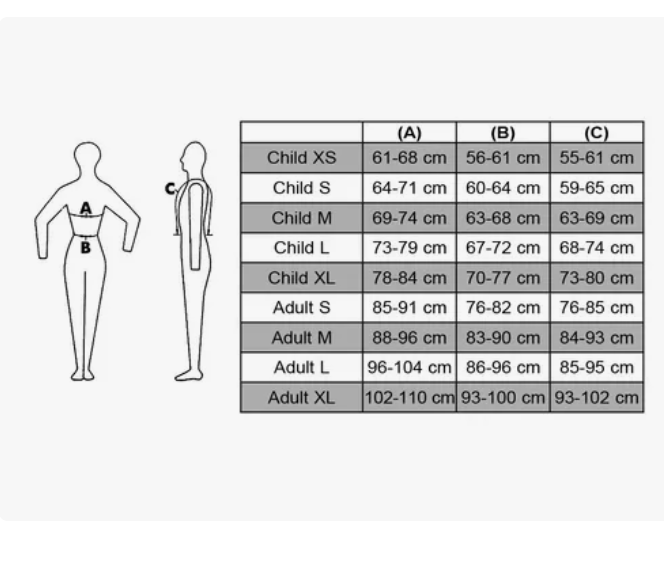 (A) (B) (C)
Child XS 61-68 cm 56-61 cm 55-61 cm
Child S 64-71 cm 60-64 cm 59-65 cm
Child M 69-74 cm 63-68 cm 63-69 cm
Child L 73-79 cm 67-72 cm 68-74 cm
Child XL 78-84 cm 70-77 cm 73-80 cm
Adult S 85-91 cm 76-82 cm 76-85 cm
Adult M 88-96 cm 83-90 cm 84-93 cm
Adult L 96-104 cm 86-96 cm 85-95 cm
Adult XL 102-110 cm 93-100 cm 93-102 cm
A
B
C